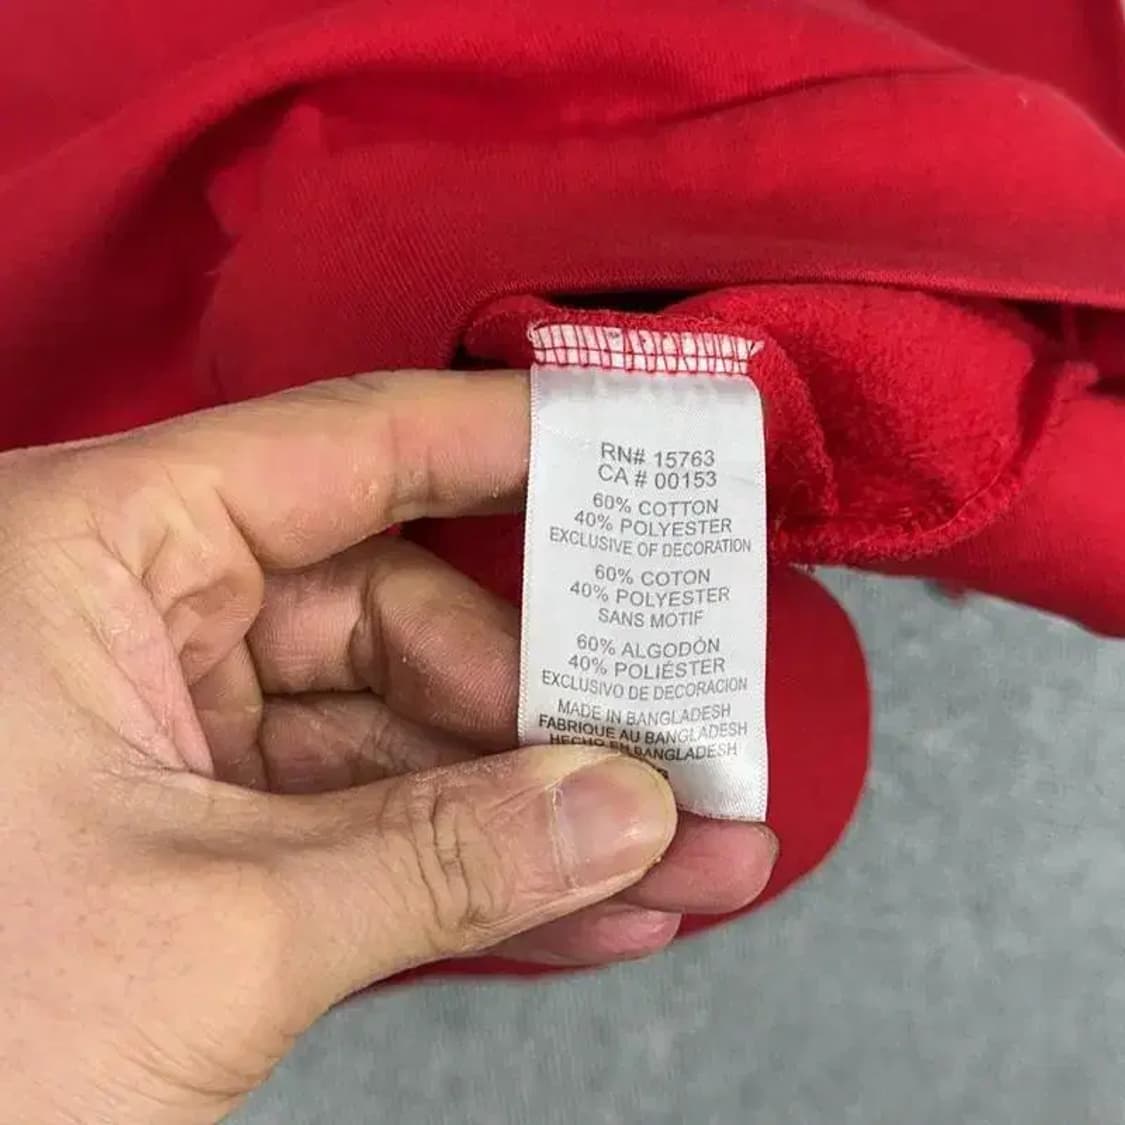 RN# 15763
CA # 00153
60% COTTON
40% POLYESTER
EXCLUSIVE OF DECORATION
60% COTON
40% POLYESTER
SANS MOTIF
60% ALGODÓN
40% POLIÉSTER
EXCLUSIVO DE DECORACION
MADE IN BANGLADESH
FABRIQUE AU BANGLADESH
HECHO EN BANGLADESH